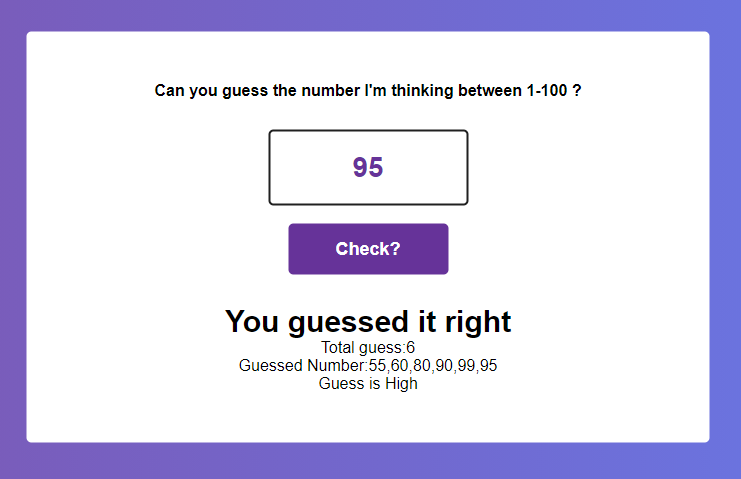 Can you guess the number I'm thinking between 1-100 ?
95
Check?
You guessed it right
Total guess:6
Guessed Number:55,60,80,90,99,95
Guess is High